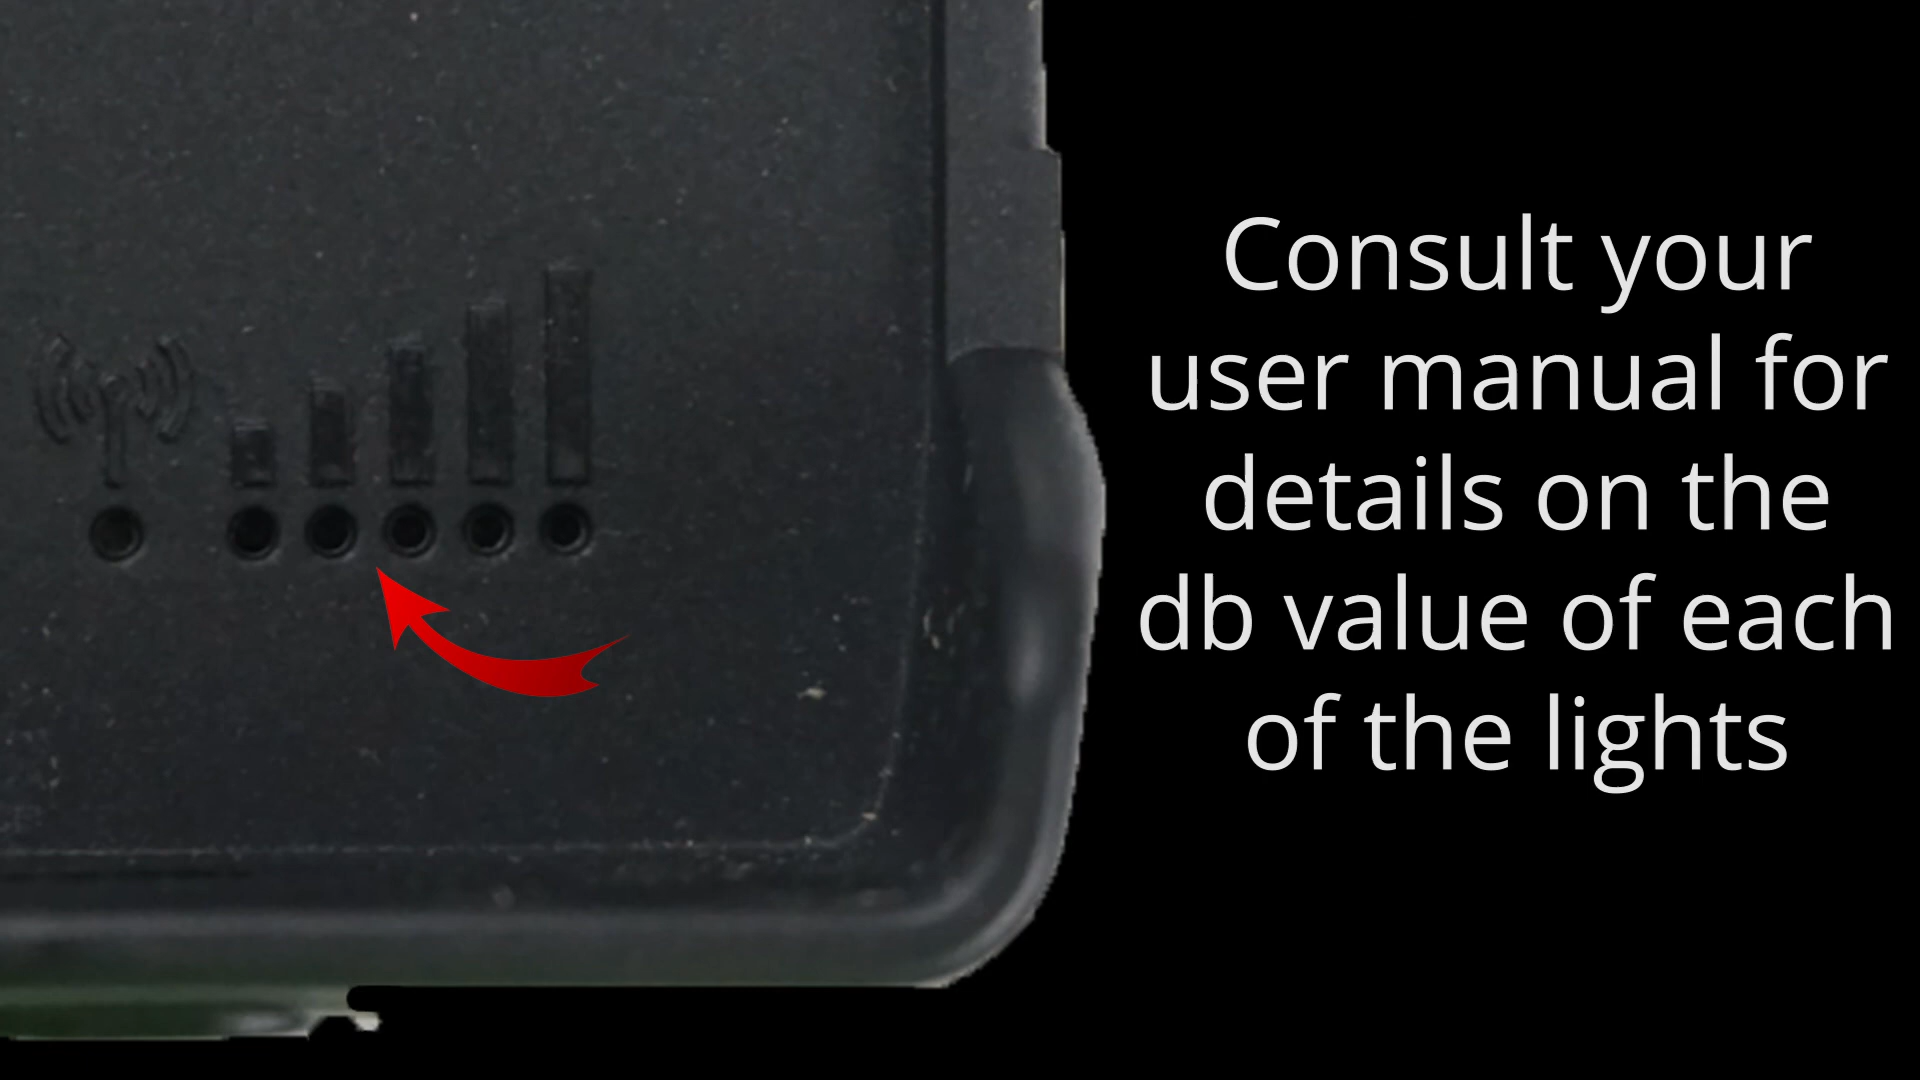 Consult your
user manual for
details on the
db value of each
of the lights